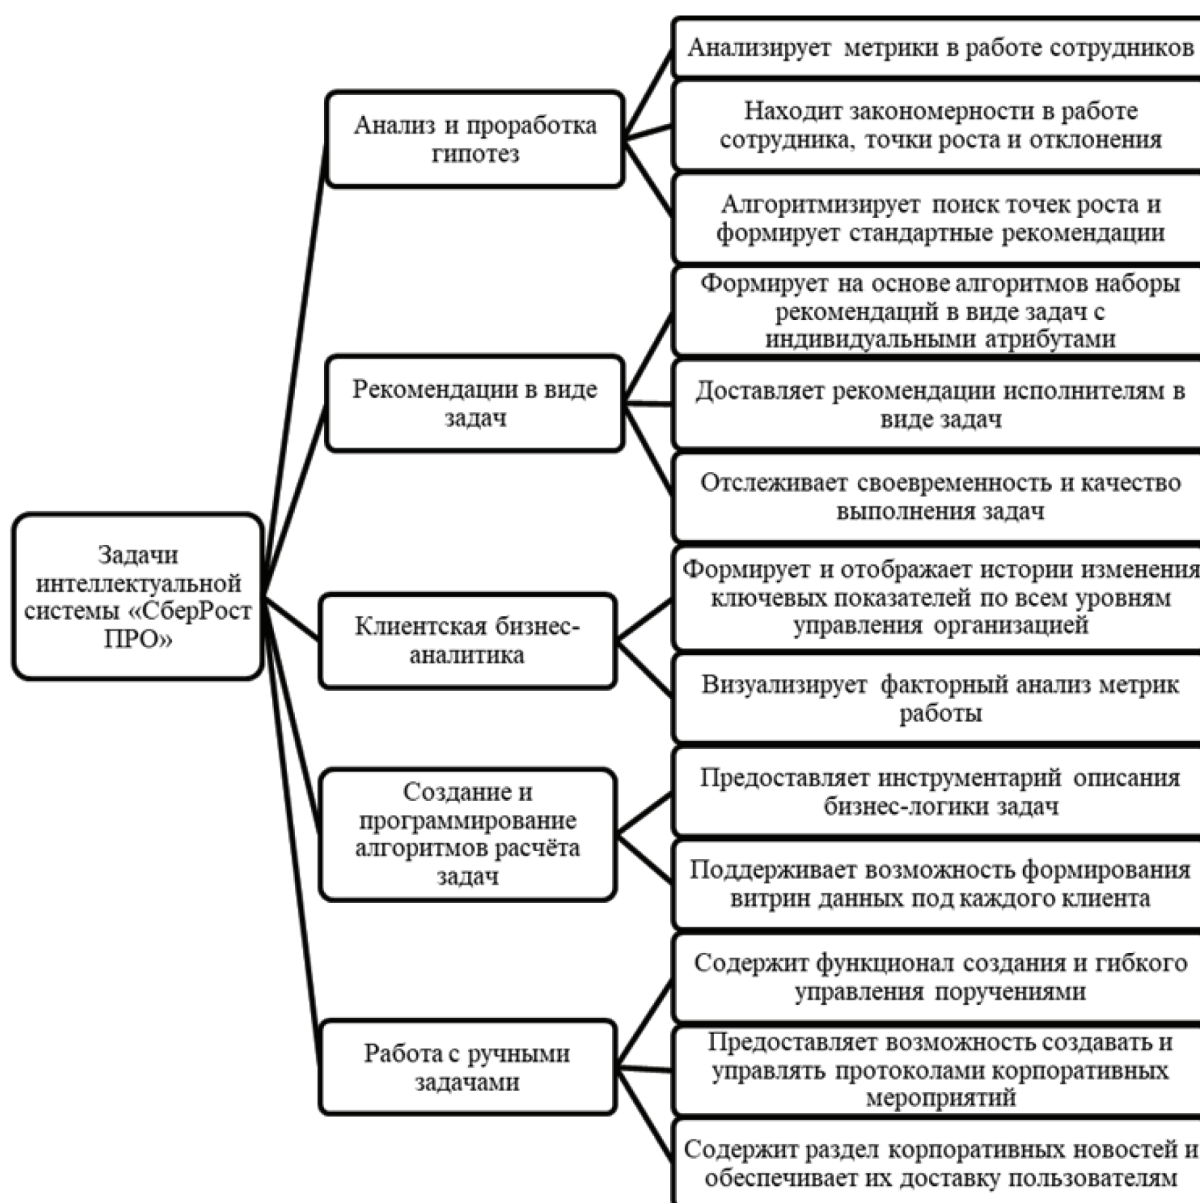 Задачи
интеллектуальной
системы «СберРост
ПРО»
Анализ и проработка
гипотез
Анализирует метрики в работе сотрудников
Находит закономерности в работе
сотрудника, точки роста и отклонения
Алгоритмизирует поиск точек роста и
формирует стандартные рекомендации
Рекомендации в виде
задач
Формирует на основе алгоритмов наборы
рекомендаций в виде задач с
индивидуальными атрибутами
Доставляет рекомендации исполнителям в
виде задач
Отслеживает своевременность и качество
выполнения задач
Клиентская бизнес-
аналитика
Формирует и отображает истории изменения
ключевых показателей по всем уровням
управления организацией
Визуализирует факторный анализ метрик
работы
Создание и
программирование
алгоритмов расчёта
задач
Предоставляет инструментарий описания
бизнес-логики задач
Поддерживает возможность формирования
витрин данных под каждого клиента
Работа с ручными
задачами
Содержит функционал создания и гибкого
управления поручениями
Предоставляет возможность создавать и
управлять протоколами корпоративных
мероприятий
Содержит раздел корпоративных новостей и
обеспечивает их доставку пользователям